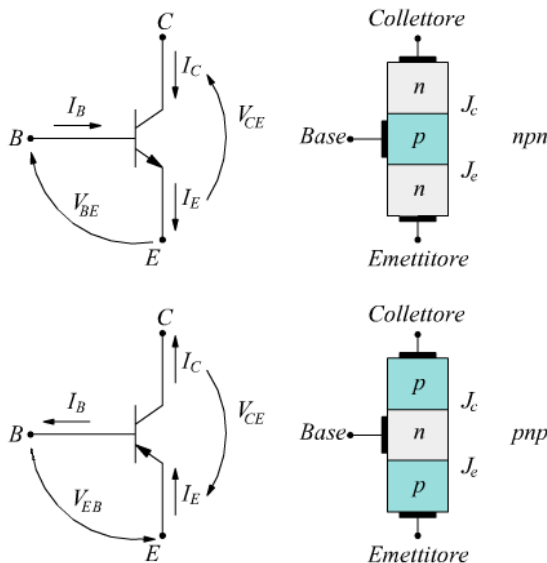 C
Collettore
I_C
n
I_B
V_CE
J_c
B
Base
p
npn
V_BE
I_E
J_e
n
E
Emettitore
C
Collettore
I_C
p
I_B
V_CE
J_c
B
Base
n
pnp
V_EB
I_E
J_e
p
E
Emettitore